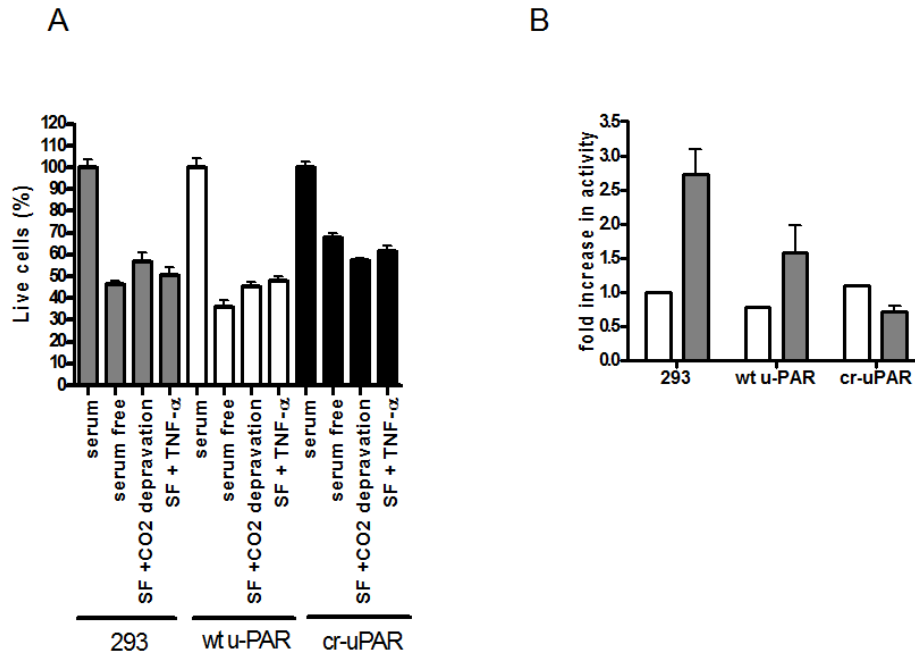 A
B
Live cells (%)
120
110
100
90
80
70
60
50
40
30
20
10
0
serum
serum free
SF +CO2 depravation
SF + TNF-α
serum
serum free
SF +CO2 depravation
SF + TNF-α
serum
serum free
SF +CO2 depravation
SF + TNF-α
293
wt u-PAR
cr-uPAR
fold increase in activity
3.5
3.0
2.5
2.0
1.5
1.0
0.5
0.0
293
wt u-PAR
cr-uPAR